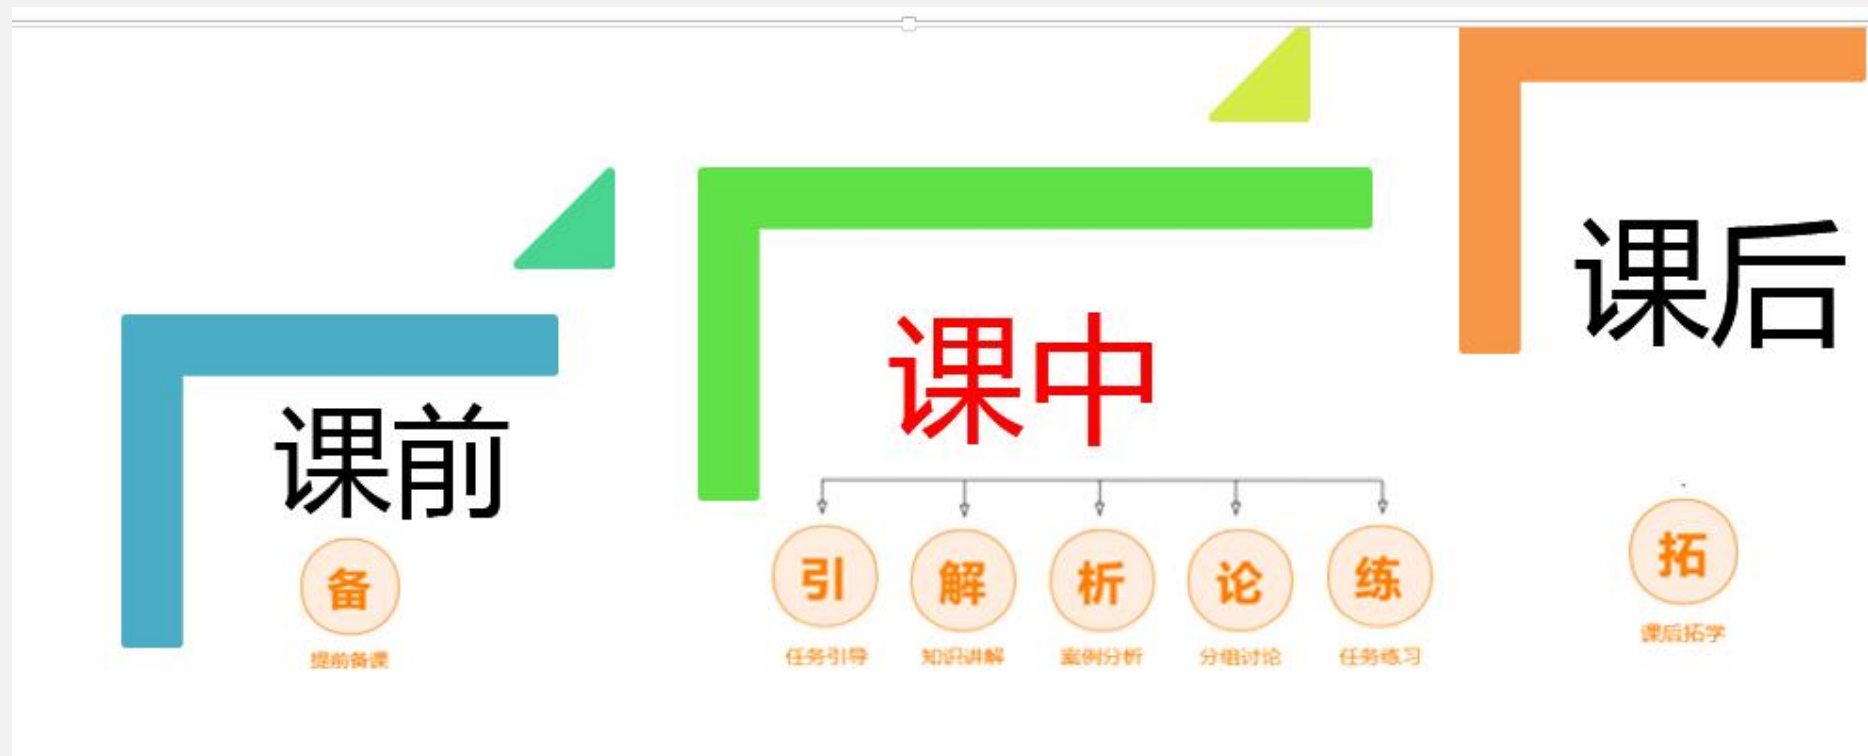 课前
备
提前备课
课中
引 解 析 论 练
任务引导 知识讲解 案例分析 分组讨论 任务练习
课后
拓
课后拓学